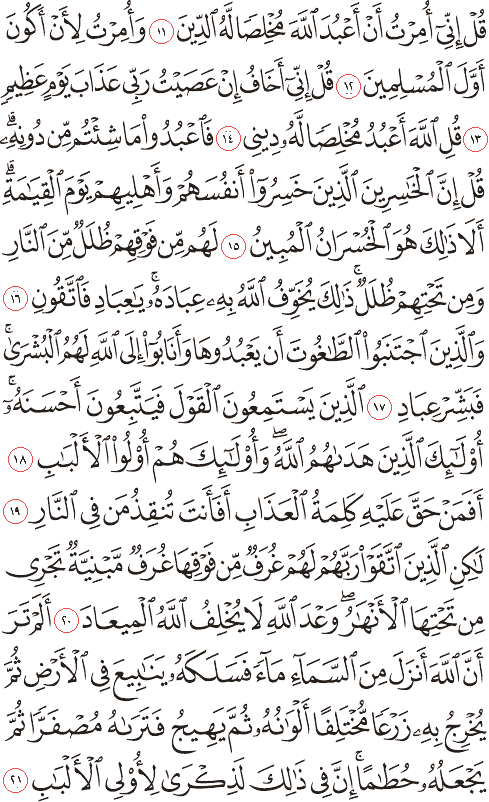 قُلْ إِنِّىٓ أُمِرْتُ أَنْ أَعْبُدَ ٱللَّهَ مُخْلِصًا لَّهُ ٱلدِّينَ ١١ وَأُمِرْتُ لِأَنْ أَكُونَ
أَوَّلَ ٱلْمُسْلِمِينَ ١٢ قُلْ إِنِّىٓ أَخَافُ إِنْ عَصَيْتُ رَبِّى عَذَابَ يَوْمٍ عَظِيمٍ
١٣ قُلِ ٱللَّهَ أَعْبُدُ مُخْلِصًا لَّهُۥ دِينِى ١٤ فَٱعْبُدُوا۟ مَا شِئْتُم مِّن دُونِهِۦ ۗ
قُلْ إِنَّ ٱلْخَـٰسِرِينَ ٱلَّذِينَ خَسِرُوٓا۟ أَنفُسَهُمْ وَأَهْلِيهِمْ يَوْمَ ٱلْقِيَـٰمَةِ ۗ
أَلَا ذَٰلِكَ هُوَ ٱلْخُسْرَانُ ٱلْمُبِينُ ١٥ لَهُم مِّن فَوْقِهِمْ ظُلَلٌ مِّنَ ٱلنَّارِ
وَمِن تَحْتِهِمْ ظُلَلٌ ۚ ذَٰلِكَ يُخَوِّفُ ٱللَّهُ بِهِۦ عِبَادَهُۥ ۚ يَـٰعِبَادِ فَٱتَّقُونِ ١٦
وَٱلَّذِينَ ٱجْتَنَبُوا۟ ٱلطَّـٰغُوتَ أَن يَعْبُدُوهَا وَأَنَابُوٓا۟ إِلَى ٱللَّهِ لَهُمُ ٱلْبُشْرَىٰ ۚ
فَبَشِّرْ عِبَادِ ١٧ ٱلَّذِينَ يَسْتَمِعُونَ ٱلْقَوْلَ فَيَتَّبِعُونَ أَحْسَنَهُۥٓ ۚ
أُو۟لَـٰٓئِكَ ٱلَّذِينَ هَدَىٰهُمُ ٱللَّهُ ۖ وَأُو۟لَـٰٓئِكَ هُمْ أُو۟لُوا۟ ٱلْأَلْبَـٰبِ ١٨
أَفَمَنْ حَقَّ عَلَيْهِ كَلِمَةُ ٱلْعَذَابِ أَفَأَنتَ تُنقِذُ مَن فِى ٱلنَّارِ ١٩
لَـٰكِنِ ٱلَّذِينَ ٱتَّقَوْا۟ رَبَّهُمْ لَهُمْ غُرَفٌ مِّن فَوْقِهَا غُرَفٌ مَّبْنِيَّةٌ تَجْرِى
مِن تَحْتِهَا ٱلْأَنْهَـٰرُ ۖ وَعْدَ ٱللَّهِ ۖ لَا يُخْلِفُ ٱللَّهُ ٱلْمِيعَادَ ٢٠ أَلَمْ تَرَ
أَنَّ ٱللَّهَ أَنزَلَ مِنَ ٱلسَّمَآءِ مَآءً فَسَلَكَهُۥ يَنَـٰبِيعَ فِى ٱلْأَرْضِ ثُمَّ
يُخْرِجُ بِهِۦ زَرْعًا مُّخْتَلِفًا أَلْوَٰنُهُۥ ثُمَّ يَهِيجُ فَتَرَىٰهُ مُصْفَرًّا ثُمَّ
يَجْعَلُهُۥ حُطَـٰمًا ۚ إِنَّ فِى ذَٰلِكَ لَذِكْرَىٰ لِأُو۟لِى ٱلْأَلْبَـٰبِ ٢١